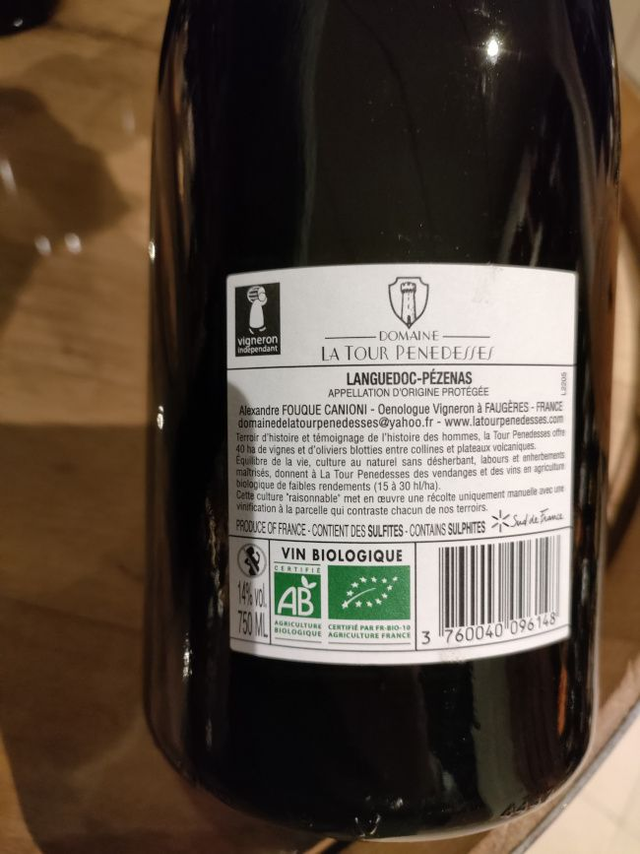 vigneron
indépendant
DOMAINE
LA TOUR PENEDESSES
LANGUEDOC-PÉZENAS
APPELLATION D'ORIGINE PROTÉGÉE
L2205
Alexandre FOUQUE CANIONI - Oenologue Vigneron à FAUGÈRES - FRANCE
domainedelatourpenedesses@yahoo.fr - www.latourpenedesses.com
Terroir d'histoire et témoignage de l'histoire des hommes, la Tour Penedesses offre
40 ha de vignes et d'oliviers blotties entre collines et plateaux volcaniques.
Equilibre de la vie, culture au naturel sans désherbant, labours et enherbements
maîtrisés, donnent à La Tour Penedesses des vendanges et des vins en agriculture
biologique de faibles rendements (15 à 30 hl/ha).
Cette culture "raisonnable" met en œuvre une récolte uniquement manuelle avec une
vinification à la parcelle qui contraste chacun de nos terroirs.
PRODUCE OF FRANCE - CONTIENT DES SULFITES - CONTAINS SULPHITES
Sud de France
14% vol.
750 ML
VIN BIOLOGIQUE
CERTIFIÉ
AB
AGRICULTURE
BIOLOGIQUE
CERTIFIÉ PAR FR-BIO-10
AGRICULTURE FRANCE
3 760040 096148